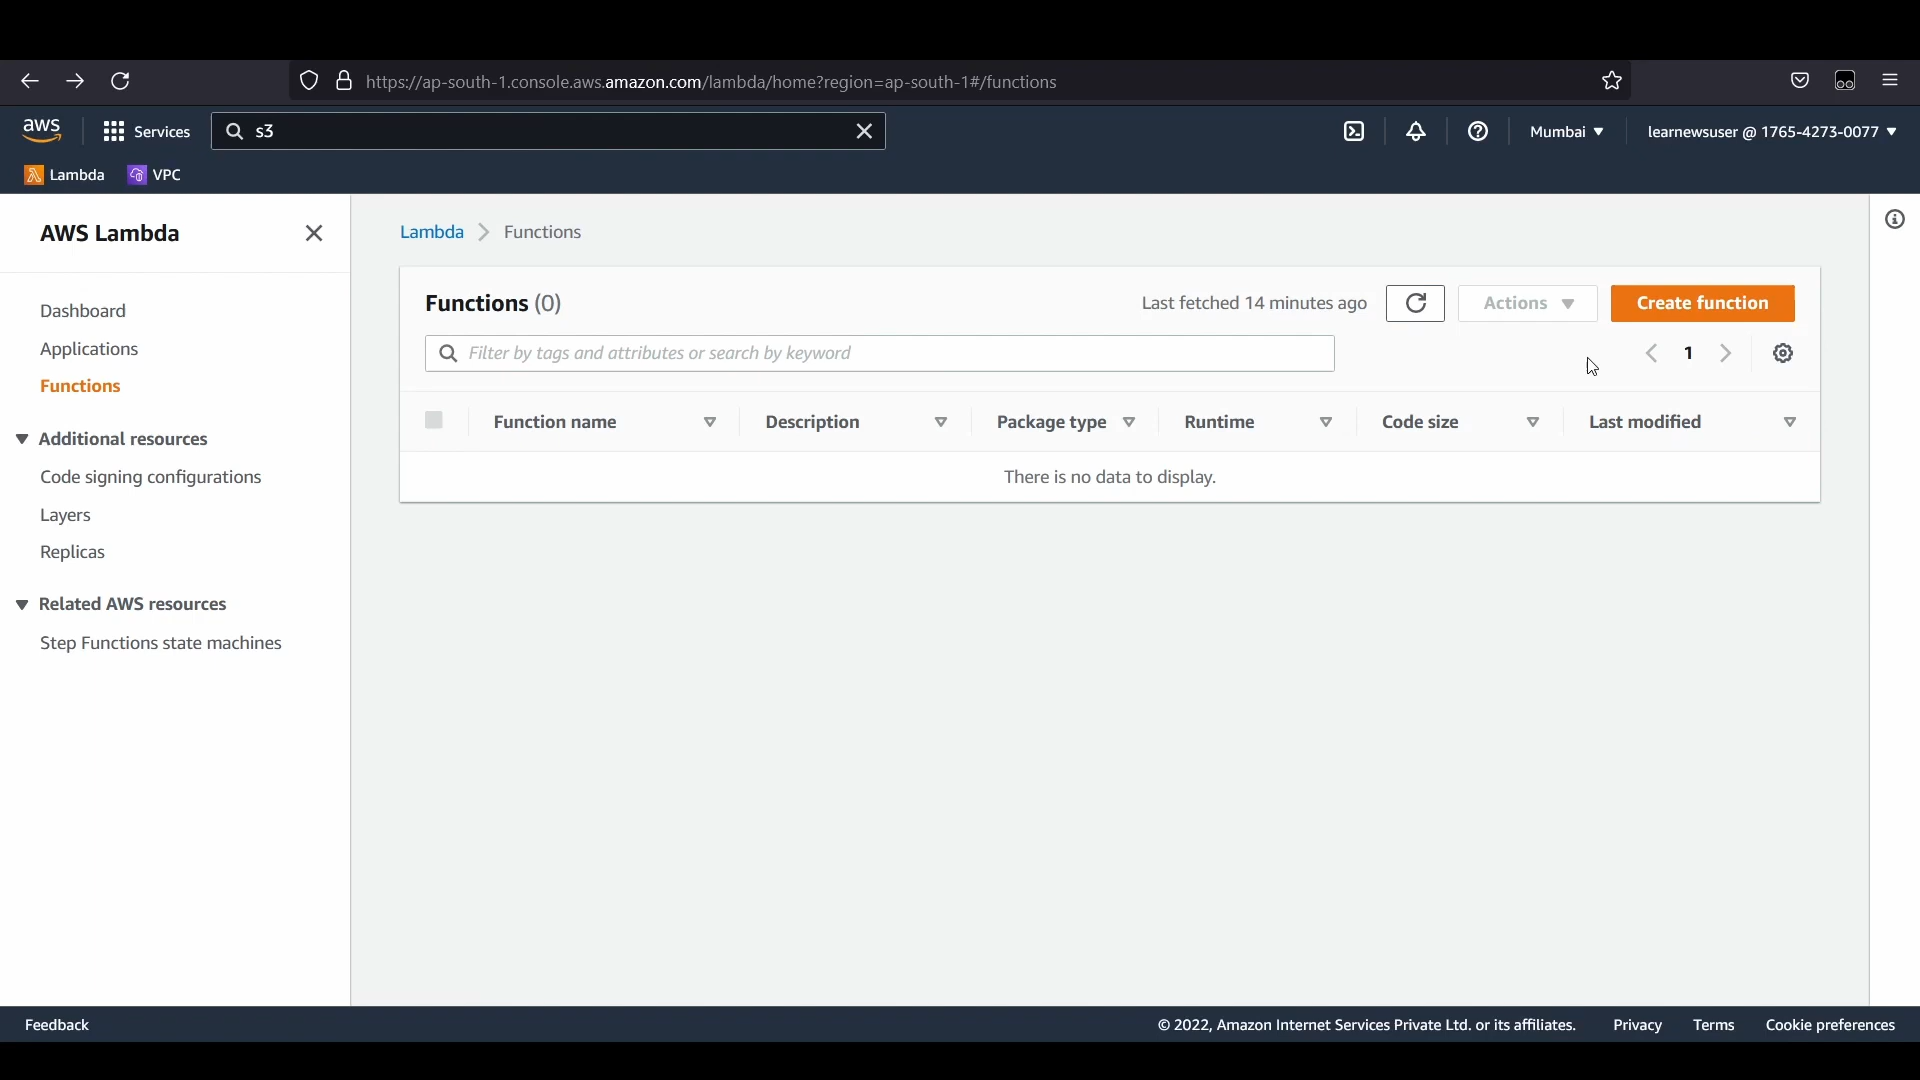 https://ap-south-1.console.aws.amazon.com/lambda/home?region=ap-south-1#/functions
aws Services s3 Mumbai learnewsuser @ 1765-4273-0077
Lambda VPC
AWS Lambda
Dashboard
Applications
Functions
Additional resources
Code signing configurations
Layers
Replicas
Related AWS resources
Step Functions state machines
Lambda Functions
Functions (0) Last fetched 14 minutes ago Actions Create function
Filter by tags and attributes or search by keyword 1
Function name Description Package type Runtime Code size Last modified
There is no data to display.
Feedback © 2022, Amazon Internet Services Private Ltd. or its affiliates. Privacy Terms Cookie preferences